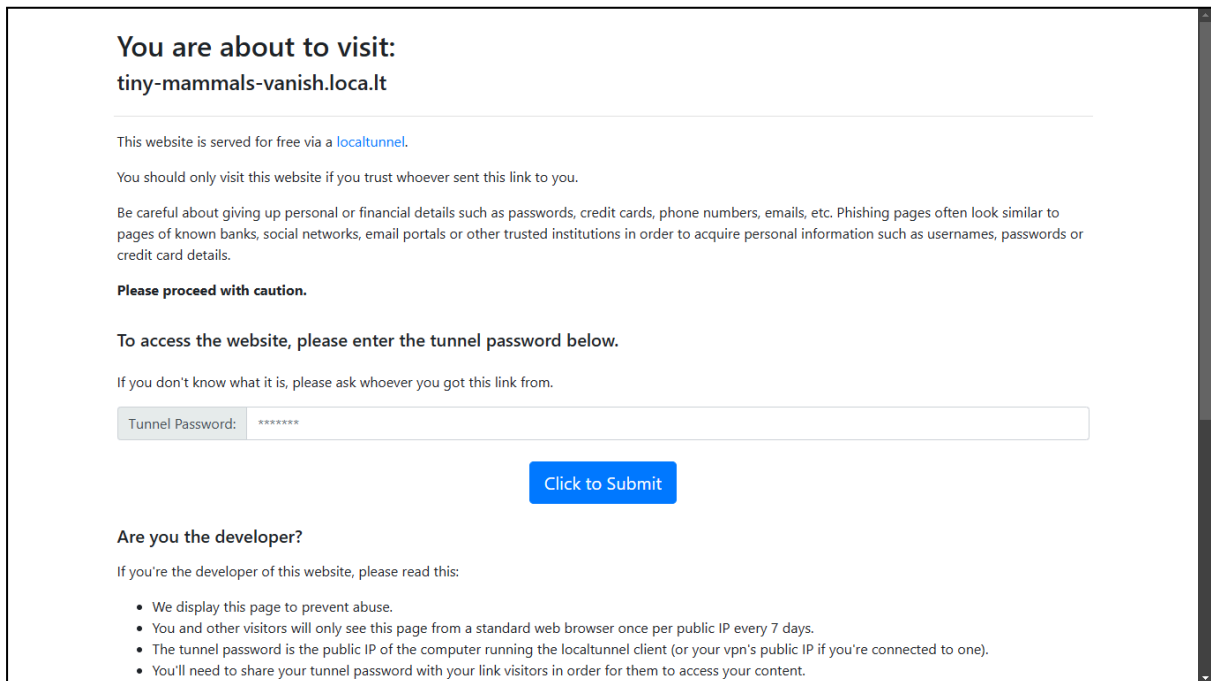 You are about to visit:
tiny-mammals-vanish.loca.lt
This website is served for free via a localtunnel.
You should only visit this website if you trust whoever sent this link to you.
Be careful about giving up personal or financial details such as passwords, credit cards, phone numbers, emails, etc. Phishing pages often look similar to
pages of known banks, social networks, email portals or other trusted institutions in order to acquire personal information such as usernames, passwords or
credit card details.
Please proceed with caution.
To access the website, please enter the tunnel password below.
If you don't know what it is, please ask whoever you got this link from.
Tunnel Password: *******
Click to Submit
Are you the developer?
If you're the developer of this website, please read this:
• We display this page to prevent abuse.
• You and other visitors will only see this page from a standard web browser once per public IP every 7 days.
• The tunnel password is the public IP of the computer running the localtunnel client (or your vpn's public IP if you're connected to one).
• You'll need to share your tunnel password with your link visitors in order for them to access your content.